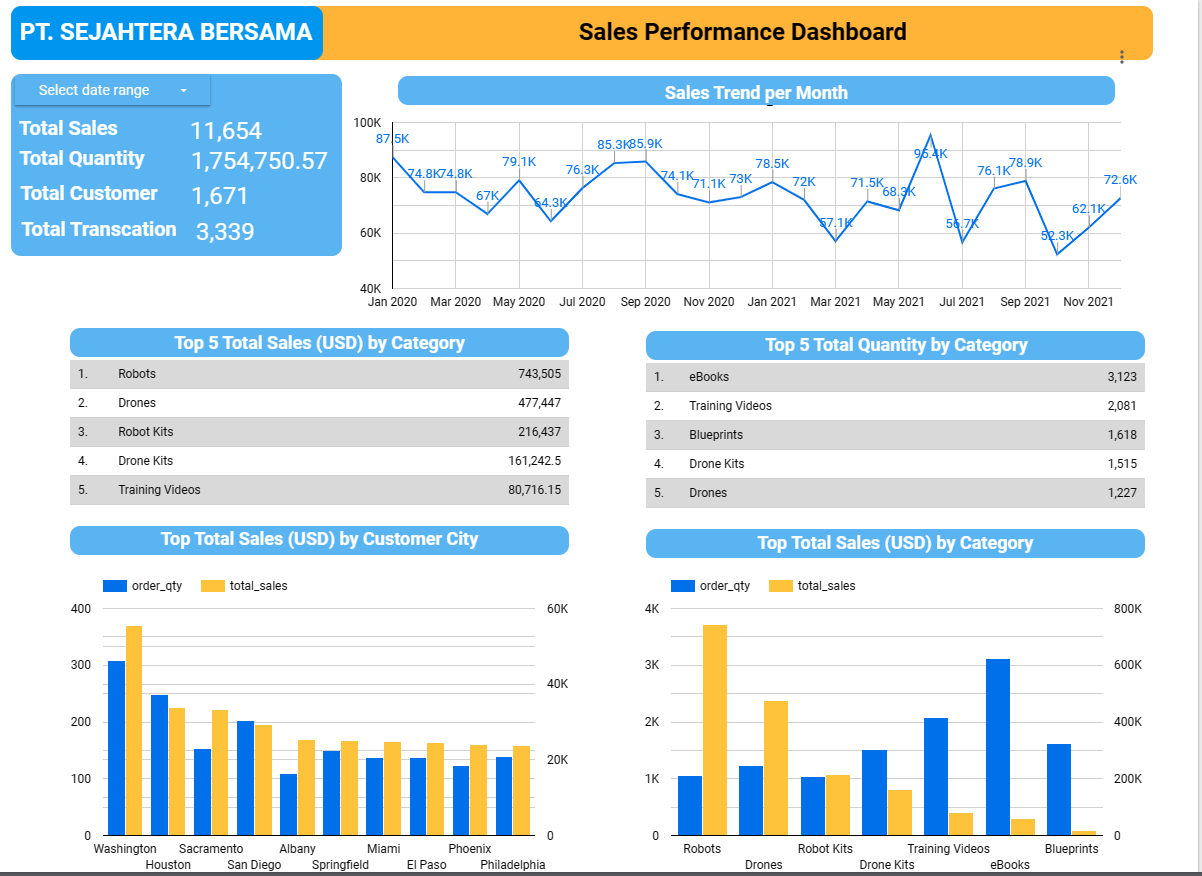 PT. SEJAHTERA BERSAMA
Sales Performance Dashboard
Select date range
Total Sales 11,654
Total Quantity 1,754,750.57
Total Customer 1,671
Total Transcation 3,339
Sales Trend per Month
100K
80K
60K
40K
87.5K 74.8K 74.8K 67K 79.1K 64.3K 76.3K 85.3K 85.9K 74.1K 71.1K 73K 78.5K 72K 57.1K 71.5K 68.3K 95.4K 56.7K 76.1K 78.9K 52.3K 62.1K 72.6K
Jan 2020 Mar 2020 May 2020 Jul 2020 Sep 2020 Nov 2020 Jan 2021 Mar 2021 May 2021 Jul 2021 Sep 2021 Nov 2021
Top 5 Total Sales (USD) by Category
1. Robots 743,505
2. Drones 477,447
3. Robot Kits 216,437
4. Drone Kits 161,242.5
5. Training Videos 80,716.15
Top 5 Total Quantity by Category
1. eBooks 3,123
2. Training Videos 2,081
3. Blueprints 1,618
4. Drone Kits 1,515
5. Drones 1,227
Top Total Sales (USD) by Customer City
order_qty total_sales
400 60K
300
40K
200
20K
100
0 0
Washington Sacramento Albany Miami Phoenix
Houston San Diego Springfield El Paso Philadelphia
Top Total Sales (USD) by Category
order_qty total_sales
4K 800K
3K 600K
2K 400K
1K 200K
0 0
Robots Robot Kits Training Videos Blueprints
Drones Drone Kits eBooks